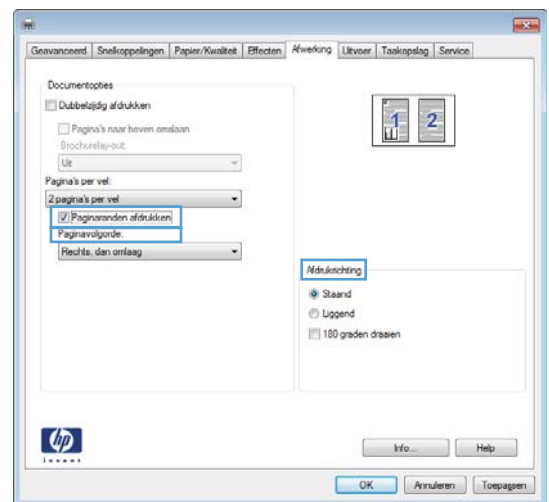 Geavanceerd Snelkoppelingen Papier/Kwaliteit Effecten Afwerking Uitvoer Taakopslag Service
Documentopties
Dubbelzijdig afdrukken
Pagina's naar boven omslaan
Brochurelay-out:
Uit
Pagina's per vel:
2 pagina's per vel
Paginaranden afdrukken
Paginavolgorde:
Rechts, dan omlaag
1 2
Afdrukrichting
Staand
Liggend
180 graden draaien
hp
invent
Info... Help
OK Annuleren Toepassen